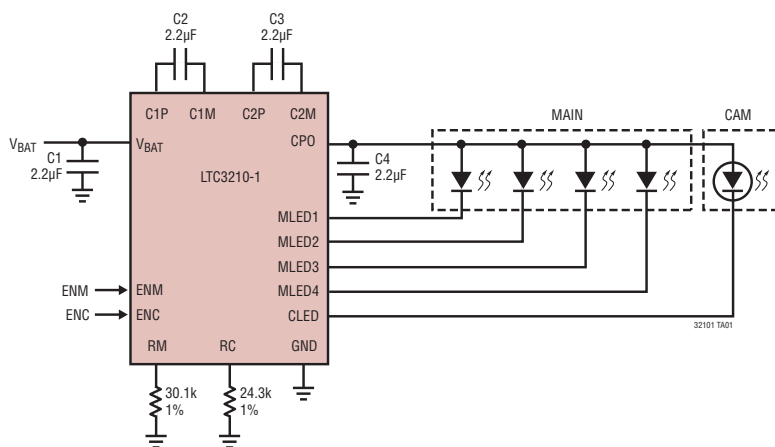 C2
2.2µF
C3
2.2µF
C1P C1M C2P C2M
MAIN
CAM
V_BAT
V_BAT
CPO
C1
2.2µF
LTC3210-1
C4
2.2µF
MLED1
MLED2
MLED3
MLED4
CLED
ENM
ENM
ENC
ENC
32101 TA01
RM RC GND
30.1k
1%
24.3k
1%